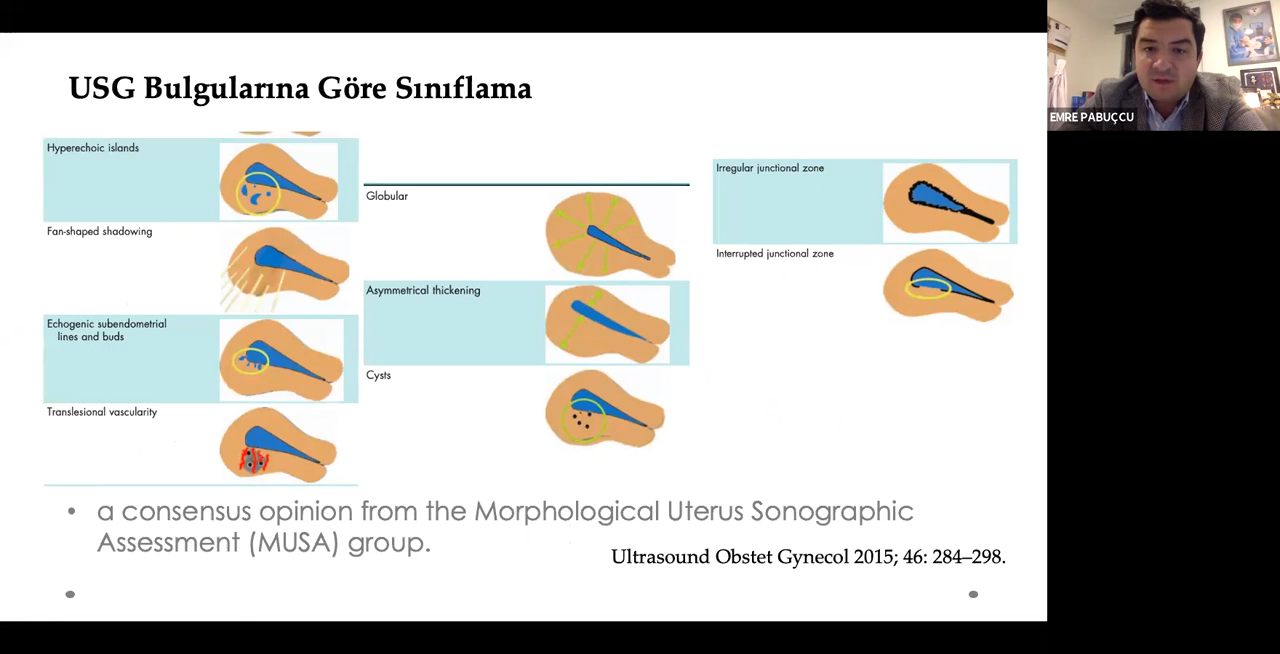 USG Bulgularına Göre Sınıflama
Hyperechoic islands
Fan-shaped shadowing
Echogenic subendometrial
lines and buds
Translesional vascularity
Globular
Asymmetrical thickening
Cysts
Irregular junctional zone
Interrupted junctional zone
• a consensus opinion from the Morphological Uterus Sonographic
Assessment (MUSA) group.
Ultrasound Obstet Gynecol 2015; 46: 284–298.
EMRE PABUÇCU